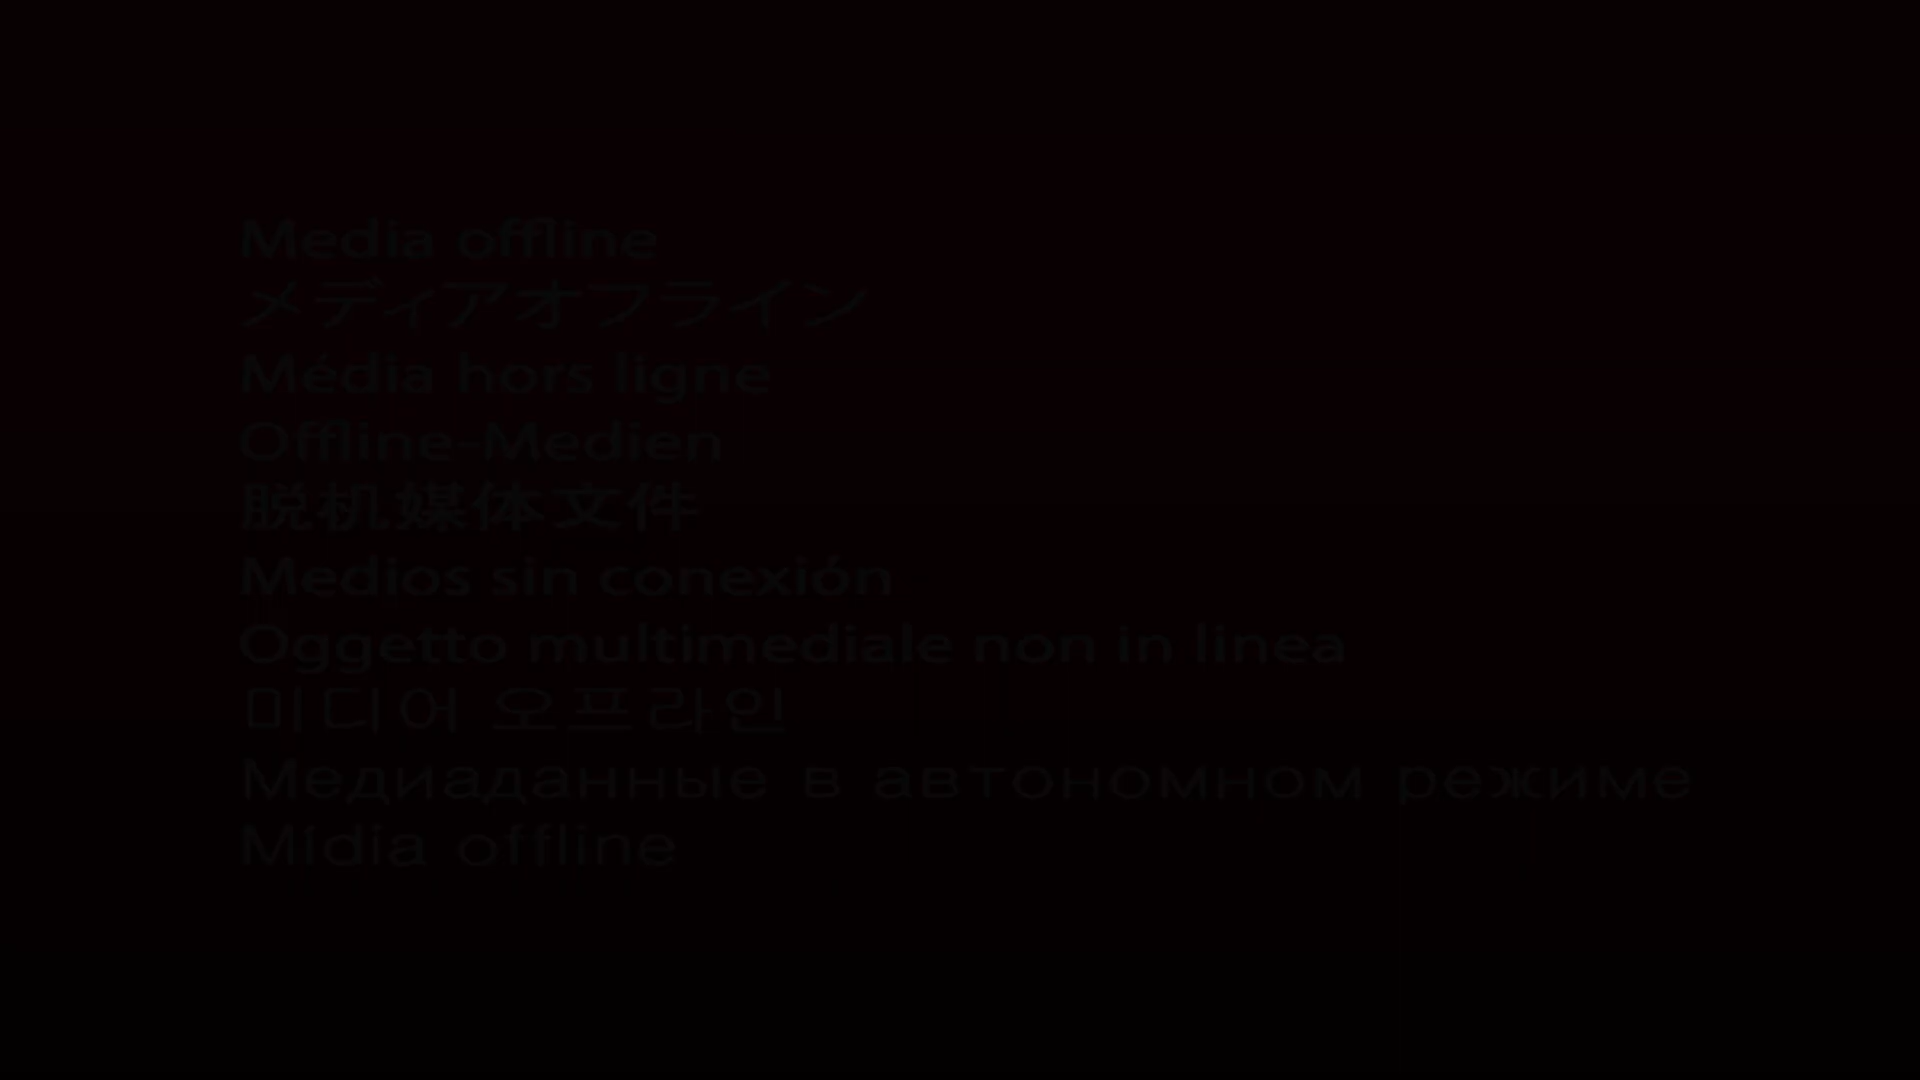 Media offline
メディアオフライン
Média hors ligne
Offline-Medien
脱机媒体文件
Medios sin conexión
Oggetto multimediale non in linea
미디어 오프라인
Медиаданные в автономном режиме
Mídia offline